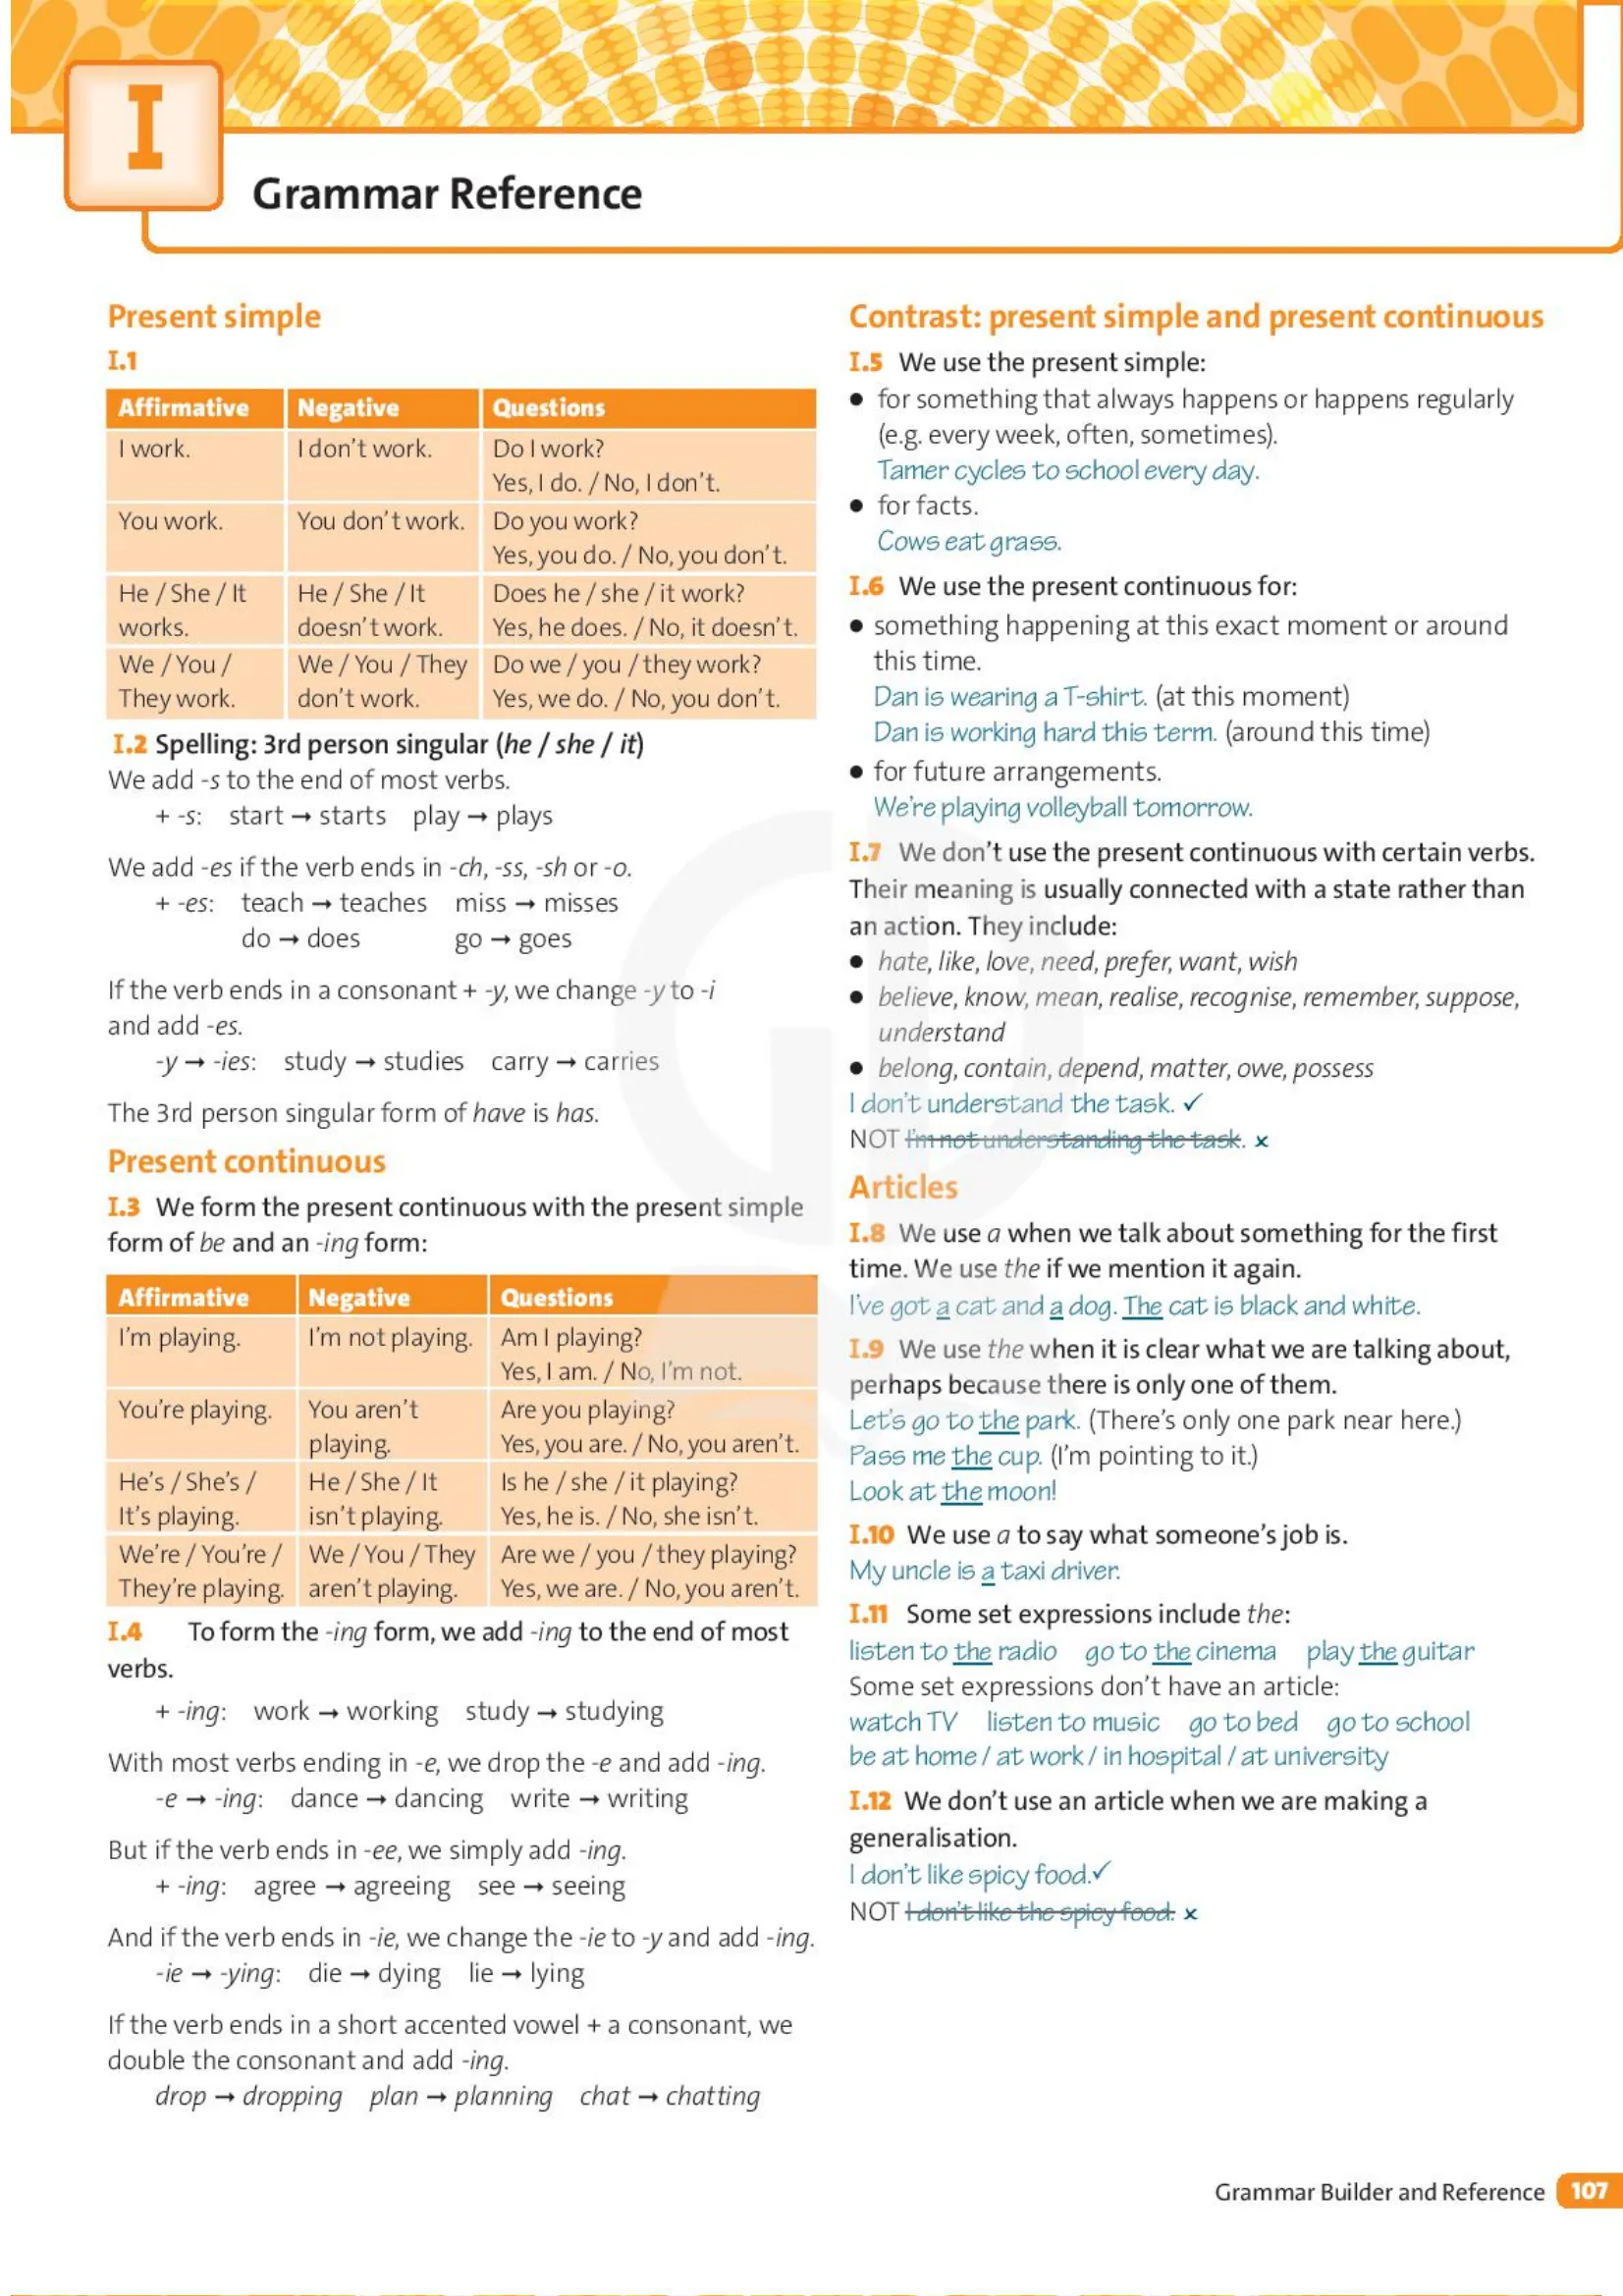 I
Grammar Reference
Present simple
I.1
Affirmative Negative Questions
I work. I don't work. Do I work?
Yes, I do. / No, I don't.
You work. You don't work. Do you work?
Yes, you do. / No, you don't.
He / She / It He / She / It Does he / she / it work?
works. doesn't work. Yes, he does. / No, it doesn't.
We / You / We / You / They Do we / you / they work?
They work. don't work. Yes, we do. / No, you don't.
I.2 Spelling: 3rd person singular (he / she / it)
We add -s to the end of most verbs.
+ -s: start → starts play → plays
We add -es if the verb ends in -ch, -ss, -sh or -o.
+ -es: teach → teaches miss → misses
do → does go → goes
If the verb ends in a consonant + -y, we change -y to -i
and add -es.
-y → -ies: study → studies carry → carries
The 3rd person singular form of have is has.
Present continuous
I.3 We form the present continuous with the present simple
form of be and an -ing form:
Affirmative Negative Questions
I'm playing. I'm not playing. Am I playing?
Yes, I am. / No, I'm not.
You're playing. You aren't Are you playing?
playing. Yes, you are. / No, you aren't.
He's / She's / He / She / It Is he / she / it playing?
It's playing. isn't playing. Yes, he is. / No, she isn't.
We're / You're / We / You / They Are we / you / they playing?
They're playing. aren't playing. Yes, we are. / No, you aren't.
I.4 To form the -ing form, we add -ing to the end of most
verbs.
+ -ing: work → working study → studying
With most verbs ending in -e, we drop the -e and add -ing.
-e → -ing: dance → dancing write → writing
But if the verb ends in -ee, we simply add -ing.
+ -ing: agree → agreeing see → seeing
And if the verb ends in -ie, we change the -ie to -y and add -ing.
-ie → -ying: die → dying lie → lying
If the verb ends in a short accented vowel + a consonant, we
double the consonant and add -ing.
drop → dropping plan → planning chat → chatting
Contrast: present simple and present continuous
I.5 We use the present simple:
● for something that always happens or happens regularly
(e.g. every week, often, sometimes).
Tamer cycles to school every day.
● for facts.
Cows eat grass.
I.6 We use the present continuous for:
● something happening at this exact moment or around
this time.
Dan is wearing a T-shirt. (at this moment)
Dan is working hard this term. (around this time)
● for future arrangements.
We're playing volleyball tomorrow.
I.7 We don't use the present continuous with certain verbs.
Their meaning is usually connected with a state rather than
an action. They include:
● hate, like, love, need, prefer, want, wish
● believe, know, mean, realise, recognise, remember, suppose,
understand
● belong, contain, depend, matter, owe, possess
I don't understand the task. ✓
NOT I'm not understanding the task. ✗
Articles
I.8 We use a when we talk about something for the first
time. We use the if we mention it again.
I've got a cat and a dog. The cat is black and white.
I.9 We use the when it is clear what we are talking about,
perhaps because there is only one of them.
Let's go to the park. (There's only one park near here.)
Pass me the cup. (I'm pointing to it.)
Look at the moon!
I.10 We use a to say what someone's job is.
My uncle is a taxi driver.
I.11 Some set expressions include the:
listen to the radio go to the cinema play the guitar
Some set expressions don't have an article:
watch TV listen to music go to bed go to school
be at home / at work / in hospital / at university
I.12 We don't use an article when we are making a
generalisation.
I don't like spicy food.✓
NOT I don't like the spicy food. ✗
Grammar Builder and Reference 107